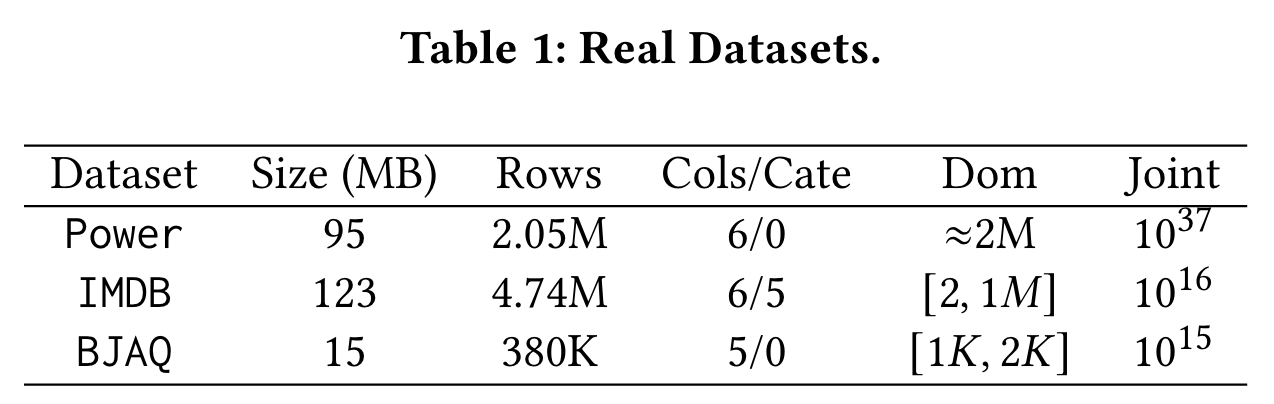 Table 1: Real Datasets.
Dataset Size (MB) Rows Cols/Cate Dom Joint
Power 95 2.05M 6/0 ≈2M 10^37
IMDB 123 4.74M 6/5 [2, 1M] 10^16
BJAQ 15 380K 5/0 [1K, 2K] 10^15